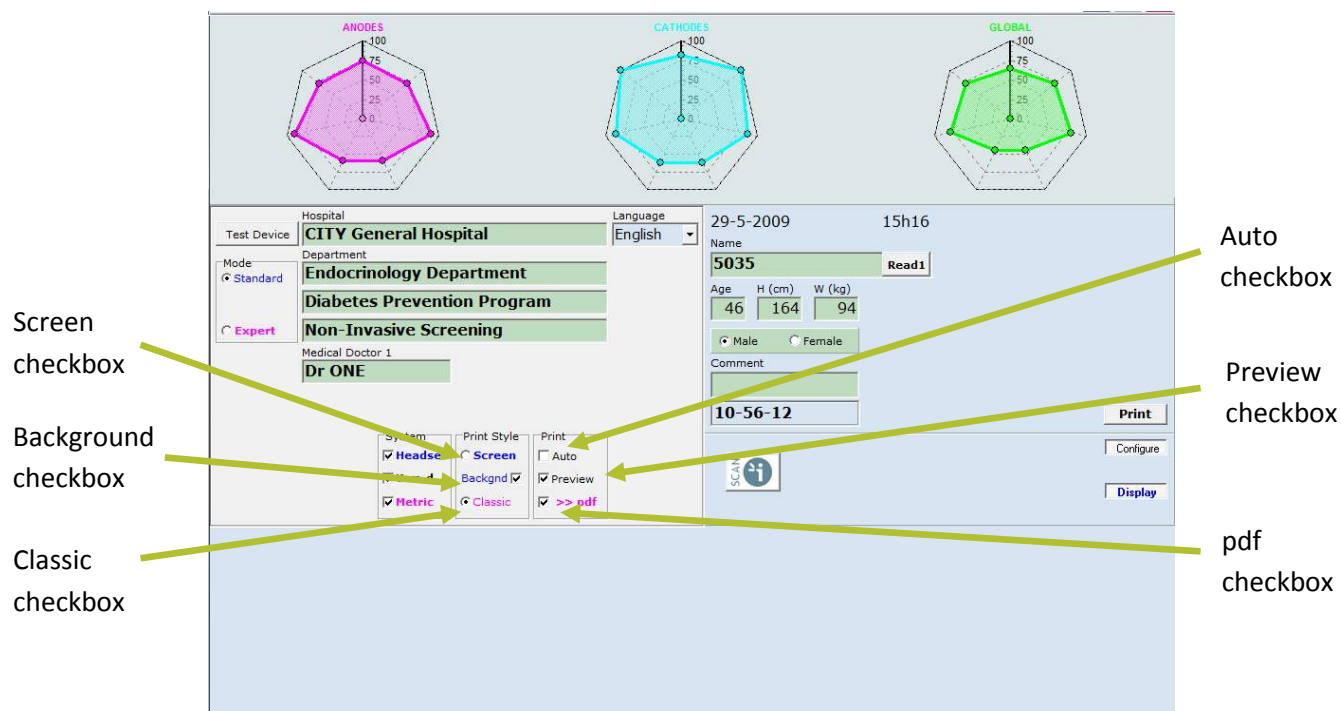 ANODES
100
75
50
25
0
CATHODES
100
75
50
25
0
GLOBAL
100
75
50
25
0
Test Device
Hospital
CITY General Hospital
Language
English
Mode
Standard
Expert
Department
Endocrinology Department
Diabetes Prevention Program
Non-Invasive Screening
Medical Doctor 1
Dr ONE
29-5-2009 15h16
Name
5035
Read1
Age H (cm) W (kg)
46 164 94
Male Female
Comment
10-56-12
Print
System
Headse
Metric
Print Style
Screen
Backgnd
Classic
Print
Auto
Preview
>> pdf
SCAN
Configure
Display
Screen
checkbox
Background
checkbox
Classic
checkbox
Auto
checkbox
Preview
checkbox
pdf
checkbox